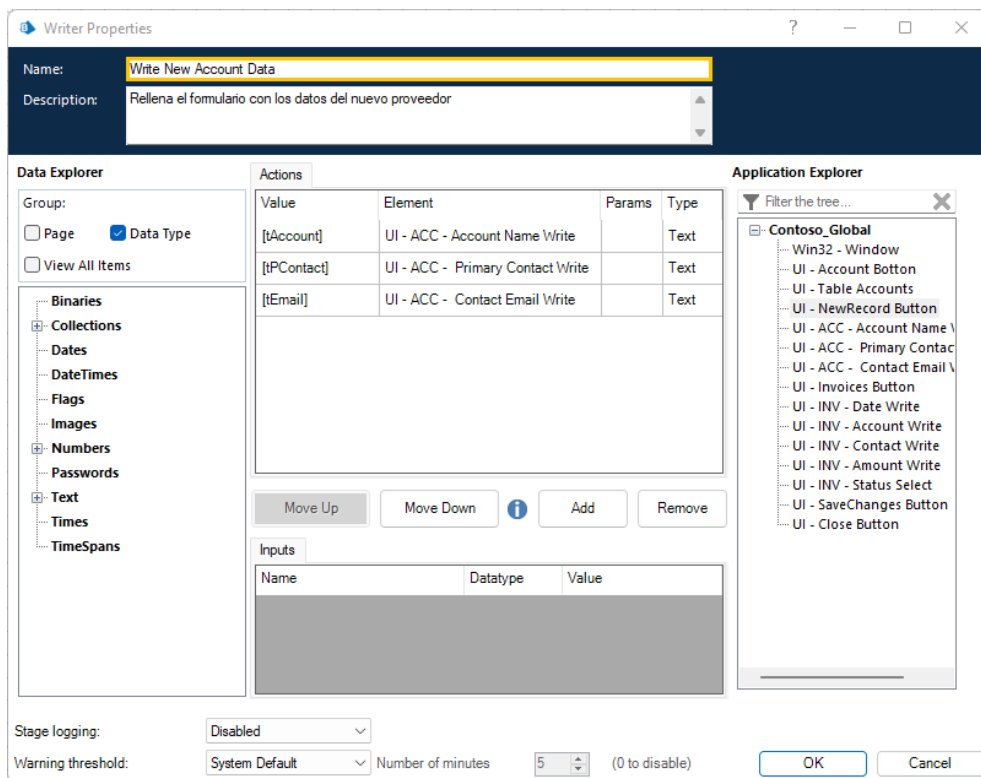 Writer Properties
Name: Write New Account Data
Description: Rellena el formulario con los datos del nuevo proveedor
Data Explorer
Group:
Page Data Type
View All Items
Binaries
Collections
Dates
DateTimes
Flags
Images
Numbers
Passwords
Text
Times
TimeSpans
Actions
Value Element Params Type
[tAccount] UI - ACC - Account Name Write Text
[tPContact] UI - ACC - Primary Contact Write Text
[tEmail] UI - ACC - Contact Email Write Text
Move Up Move Down Add Remove
Inputs
Name Datatype Value
Application Explorer
Filter the tree...
Contoso_Global
Win32 - Window
UI - Account Botton
UI - Table Accounts
UI - NewRecord Button
UI - ACC - Account Name
UI - ACC - Primary Contac
UI - ACC - Contact Email
UI - Invoices Button
UI - INV - Date Write
UI - INV - Account Write
UI - INV - Contact Write
UI - INV - Amount Write
UI - INV - Status Select
UI - SaveChanges Button
UI - Close Button
Stage logging: Disabled
Warning threshold: System Default Number of minutes 5 (0 to disable)
OK Cancel